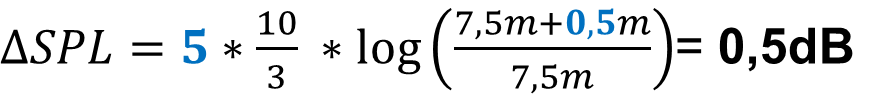 ΔSPL = 5 * 10/3 * log(7,5m+0,5m/7,5m)= 0,5dB